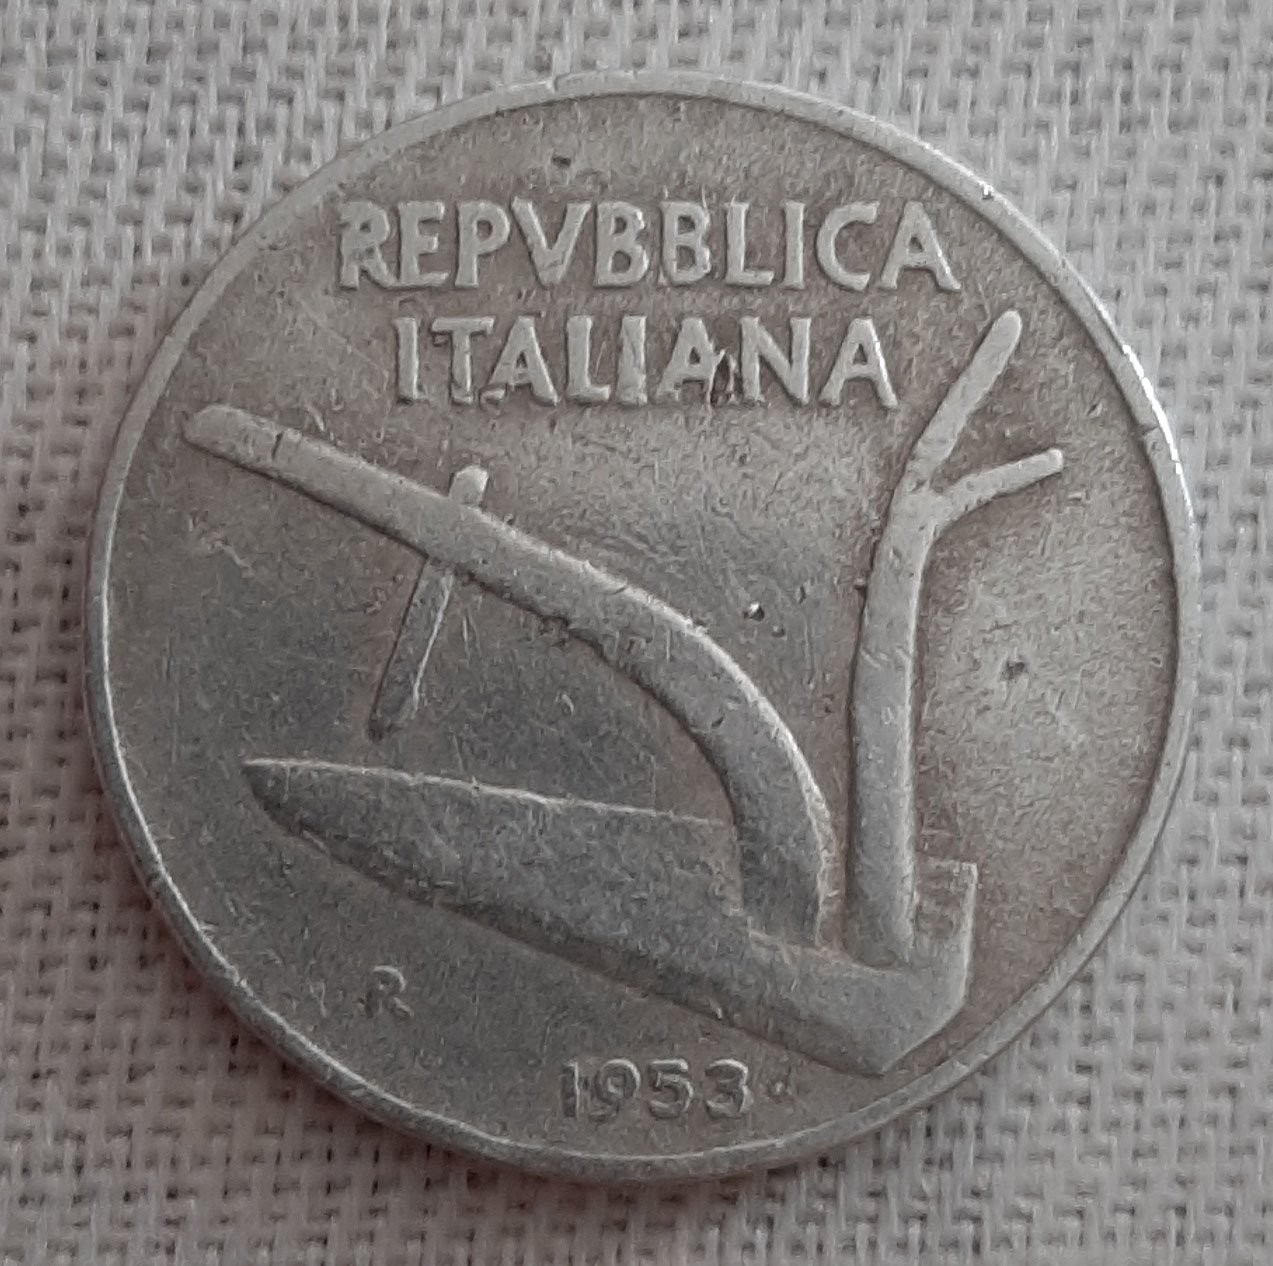 REPVBBLICA
ITALIANA
R
1953